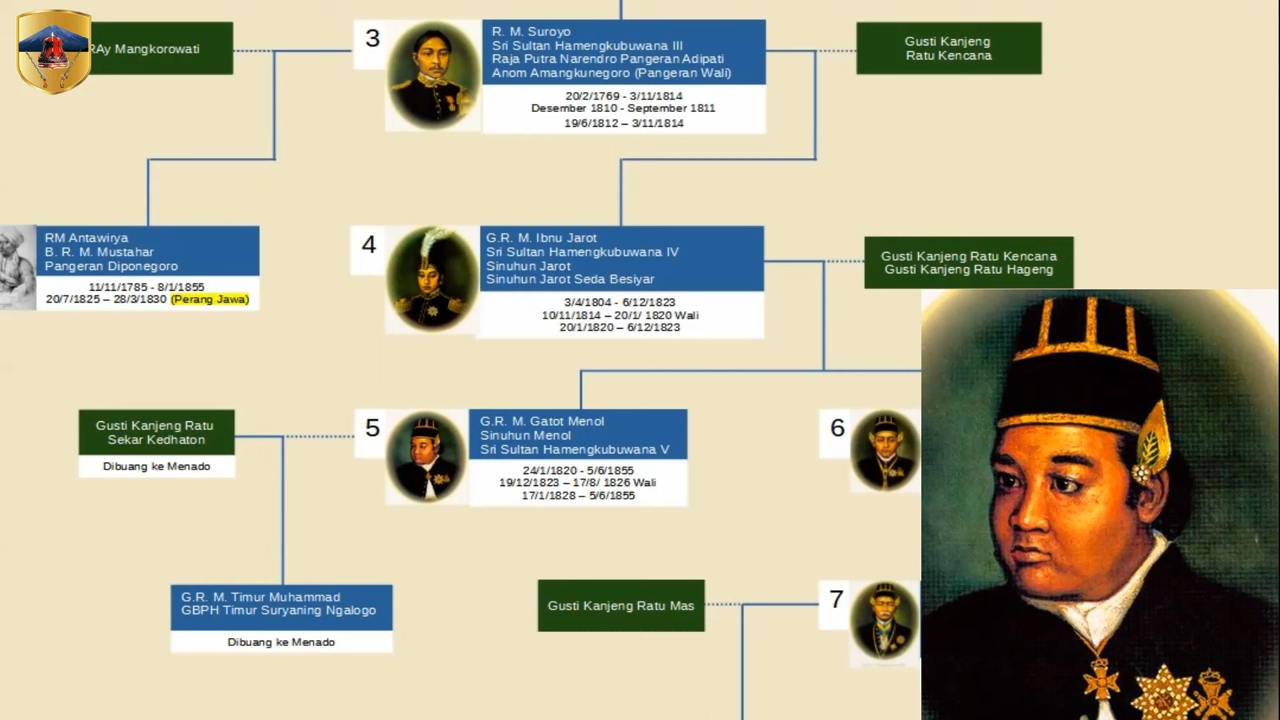 RAy Mangkorowati
3
R. M. Suroyo
Sri Sultan Hamengkubuwana III
Raja Putra Narendro Pangeran Adipati
Anom Amangkunegoro (Pangeran Wali)
20/2/1769 - 3/11/1814
Desember 1810 - September 1811
19/6/1812 – 3/11/1814
Gusti Kanjeng
Ratu Kencana
RM Antawirya
B. R. M. Mustahar
Pangeran Diponegoro
11/11/1785 - 8/1/1855
20/7/1825 – 28/3/1830 (Perang Jawa)
4
G.R. M. Ibnu Jarot
Sri Sultan Hamengkubuwana IV
Sinuhun Jarot
Sinuhun Jarot Seda Besiyar
3/4/1804 - 6/12/1823
10/11/1814 – 20/1/ 1820 Wali
20/1/1820 – 6/12/1823
Gusti Kanjeng Ratu Kencana
Gusti Kanjeng Ratu Hageng
Gusti Kanjeng Ratu
Sekar Kedhaton
Dibuang ke Menado
5
G.R. M. Gatot Menol
Sinuhun Menol
Sri Sultan Hamengkubuwana V
24/1/1820 - 5/6/1855
19/12/1823 – 17/8/ 1826 Wali
17/1/1828 – 5/6/1855
6
G.R. M. Timur Muhammad
GBPH Timur Suryaning Ngalogo
Dibuang ke Menado
Gusti Kanjeng Ratu Mas
7